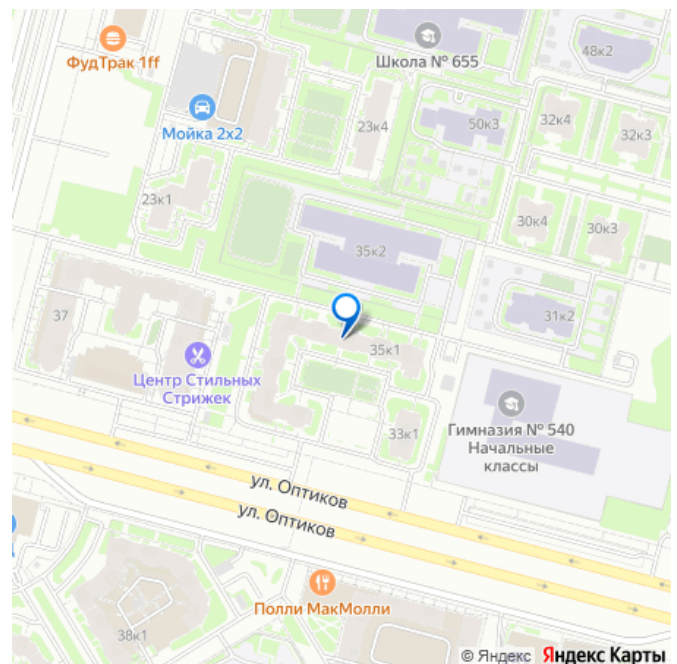 ФудТрак 1ff
Школа № 655
48к2
Мойка 2x2
23к4
50к3
32к4
32к3
23к1
30к4
30к3
35к2
37
31к2
35к1
Центр Стильных
Стрижек
33к1
Гимназия № 540
Начальные
классы
ул. Оптиков
ул. Оптиков
Полли МакМолли
38к1
© Яндекс Яндекс Карты